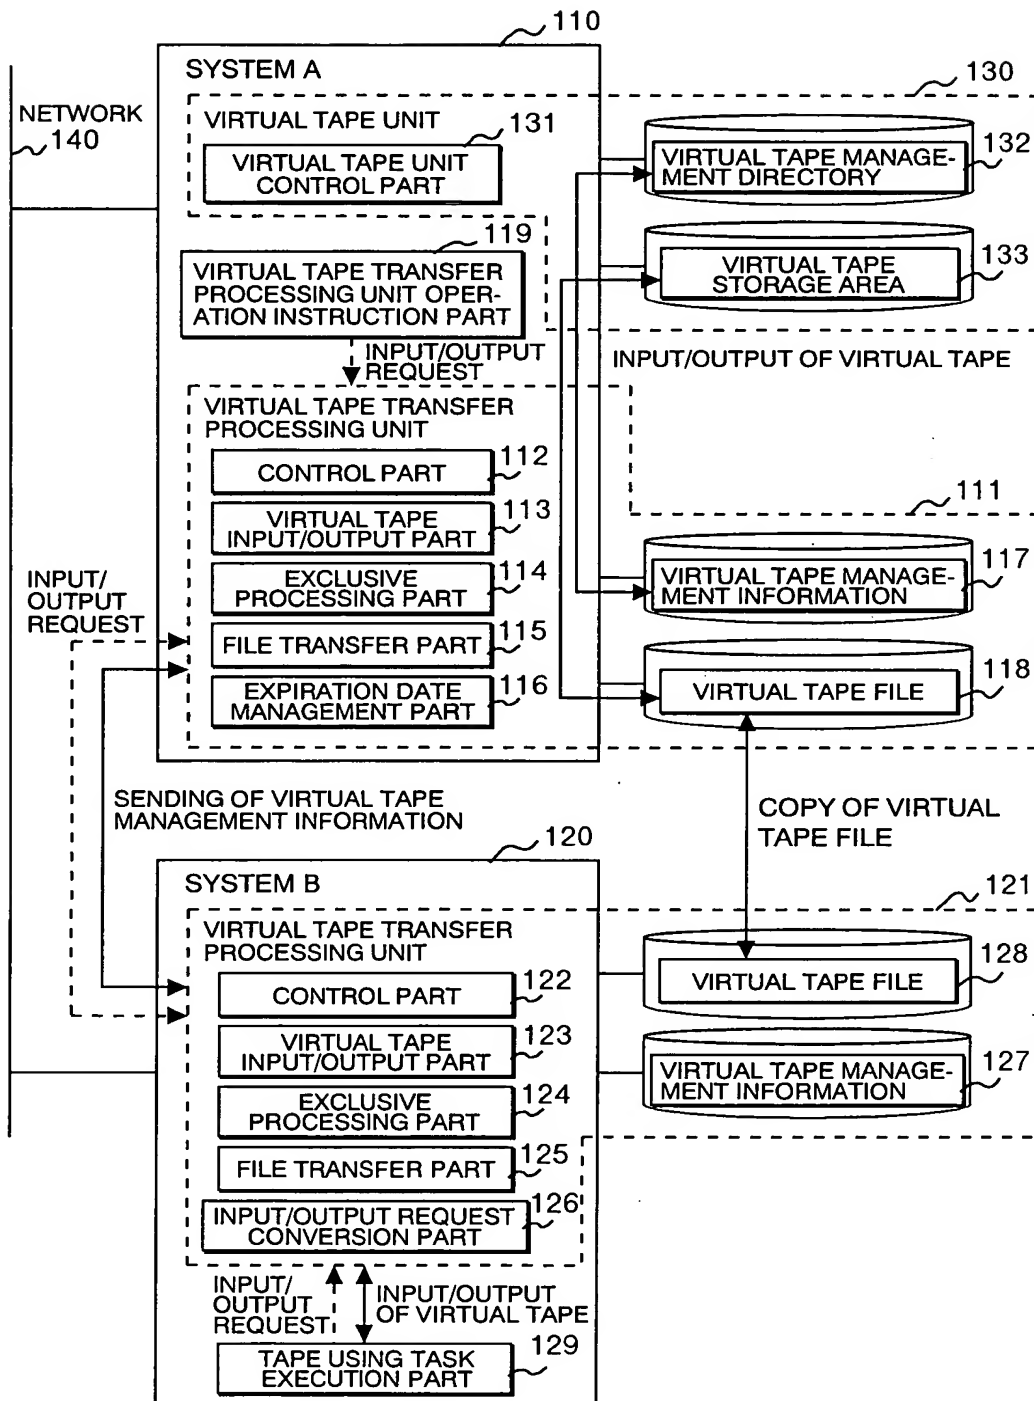 110
SYSTEM A
130
NETWORK
140
VIRTUAL TAPE UNIT
131
VIRTUAL TAPE UNIT
CONTROL PART
VIRTUAL TAPE MANAGE-
MENT DIRECTORY
132
119
VIRTUAL TAPE TRANSFER
PROCESSING UNIT OPER-
ATION INSTRUCTION PART
VIRTUAL TAPE
STORAGE AREA
133
INPUT/OUTPUT
REQUEST
INPUT/OUTPUT OF VIRTUAL TAPE
VIRTUAL TAPE TRANSFER
PROCESSING UNIT
112
CONTROL PART
113
VIRTUAL TAPE
INPUT/OUTPUT PART
111
114
EXCLUSIVE
PROCESSING PART
VIRTUAL TAPE MANAGE-
MENT INFORMATION
117
INPUT/
OUTPUT
REQUEST
115
FILE TRANSFER PART
116
EXPIRATION DATE
MANAGEMENT PART
VIRTUAL TAPE FILE
118
SENDING OF VIRTUAL TAPE
MANAGEMENT INFORMATION
COPY OF VIRTUAL
TAPE FILE
120
SYSTEM B
121
VIRTUAL TAPE TRANSFER
PROCESSING UNIT
122
CONTROL PART
VIRTUAL TAPE FILE
128
123
VIRTUAL TAPE
INPUT/OUTPUT PART
VIRTUAL TAPE MANAGE-
MENT INFORMATION
127
124
EXCLUSIVE
PROCESSING PART
125
FILE TRANSFER PART
126
INPUT/OUTPUT REQUEST
CONVERSION PART
INPUT/
OUTPUT
REQUEST
INPUT/OUTPUT
OF VIRTUAL TAPE
TAPE USING TASK
EXECUTION PART
129